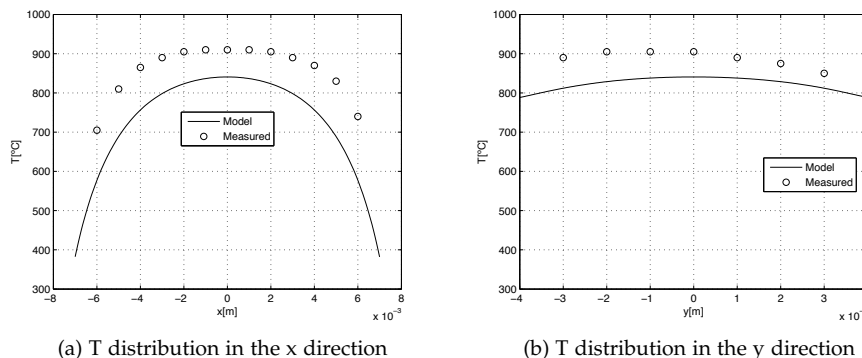 1000
900
800
700
600
500
400
300
T[ºC]
Model
Measured
−8 −6 −4 −2 0 2 4 6 8
x[m]
x 10⁻³
(a) T distribution in the x direction
1000
900
800
700
600
500
400
300
T[ºC]
Model
Measured
−4 −3 −2 −1 0 1 2 3
y[m]
(b) T distribution in the y direction